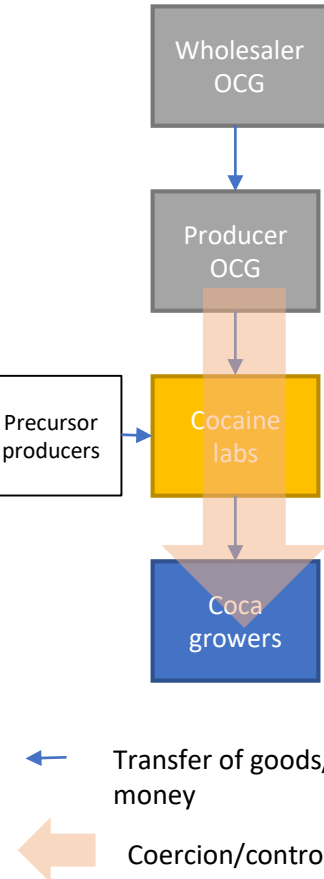 Wholesaler
OCG
Producer
OCG
Precursor
producers
Cocaine
labs
Coca
growers
Transfer of goods/
money
Coercion/contro